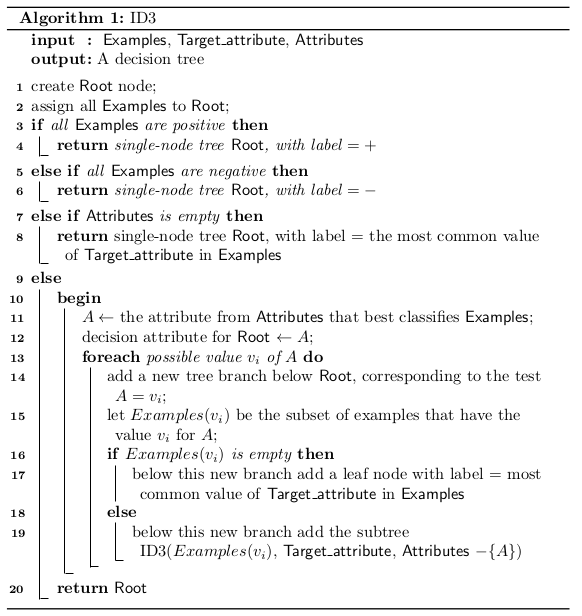 Algorithm 1: ID3
input : Examples, Target_attribute, Attributes
output: A decision tree
1 create Root node;
2 assign all Examples to Root;
3 if all Examples are positive then
4 return single-node tree Root, with label = +
5 else if all Examples are negative then
6 return single-node tree Root, with label = −
7 else if Attributes is empty then
8 return single-node tree Root, with label = the most common value
of Target_attribute in Examples
9 else
10 begin
11 A ← the attribute from Attributes that best classifies Examples;
12 decision attribute for Root ← A;
13 foreach possible value vᵢ of A do
14 add a new tree branch below Root, corresponding to the test
A = vᵢ;
15 let Examples(vᵢ) be the subset of examples that have the
value vᵢ for A;
16 if Examples(vᵢ) is empty then
17 below this new branch add a leaf node with label = most
common value of Target_attribute in Examples
18 else
19 below this new branch add the subtree
ID3(Examples(vᵢ), Target_attribute, Attributes −{A})
20 return Root